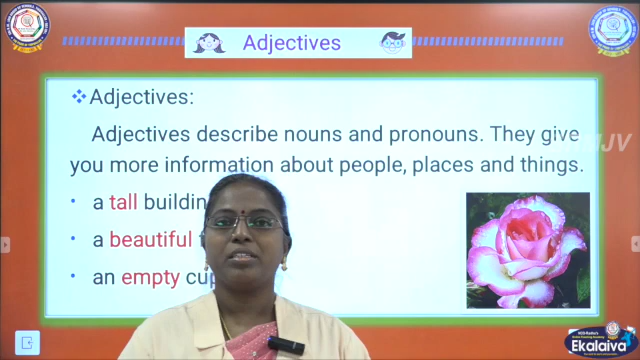 Adjectives
❖Adjectives:
Adjectives describe nouns and pronouns. They give
you more information about people, places and things.
• a tall buildin
• a beautiful
• an empty cup
Ekalaiva